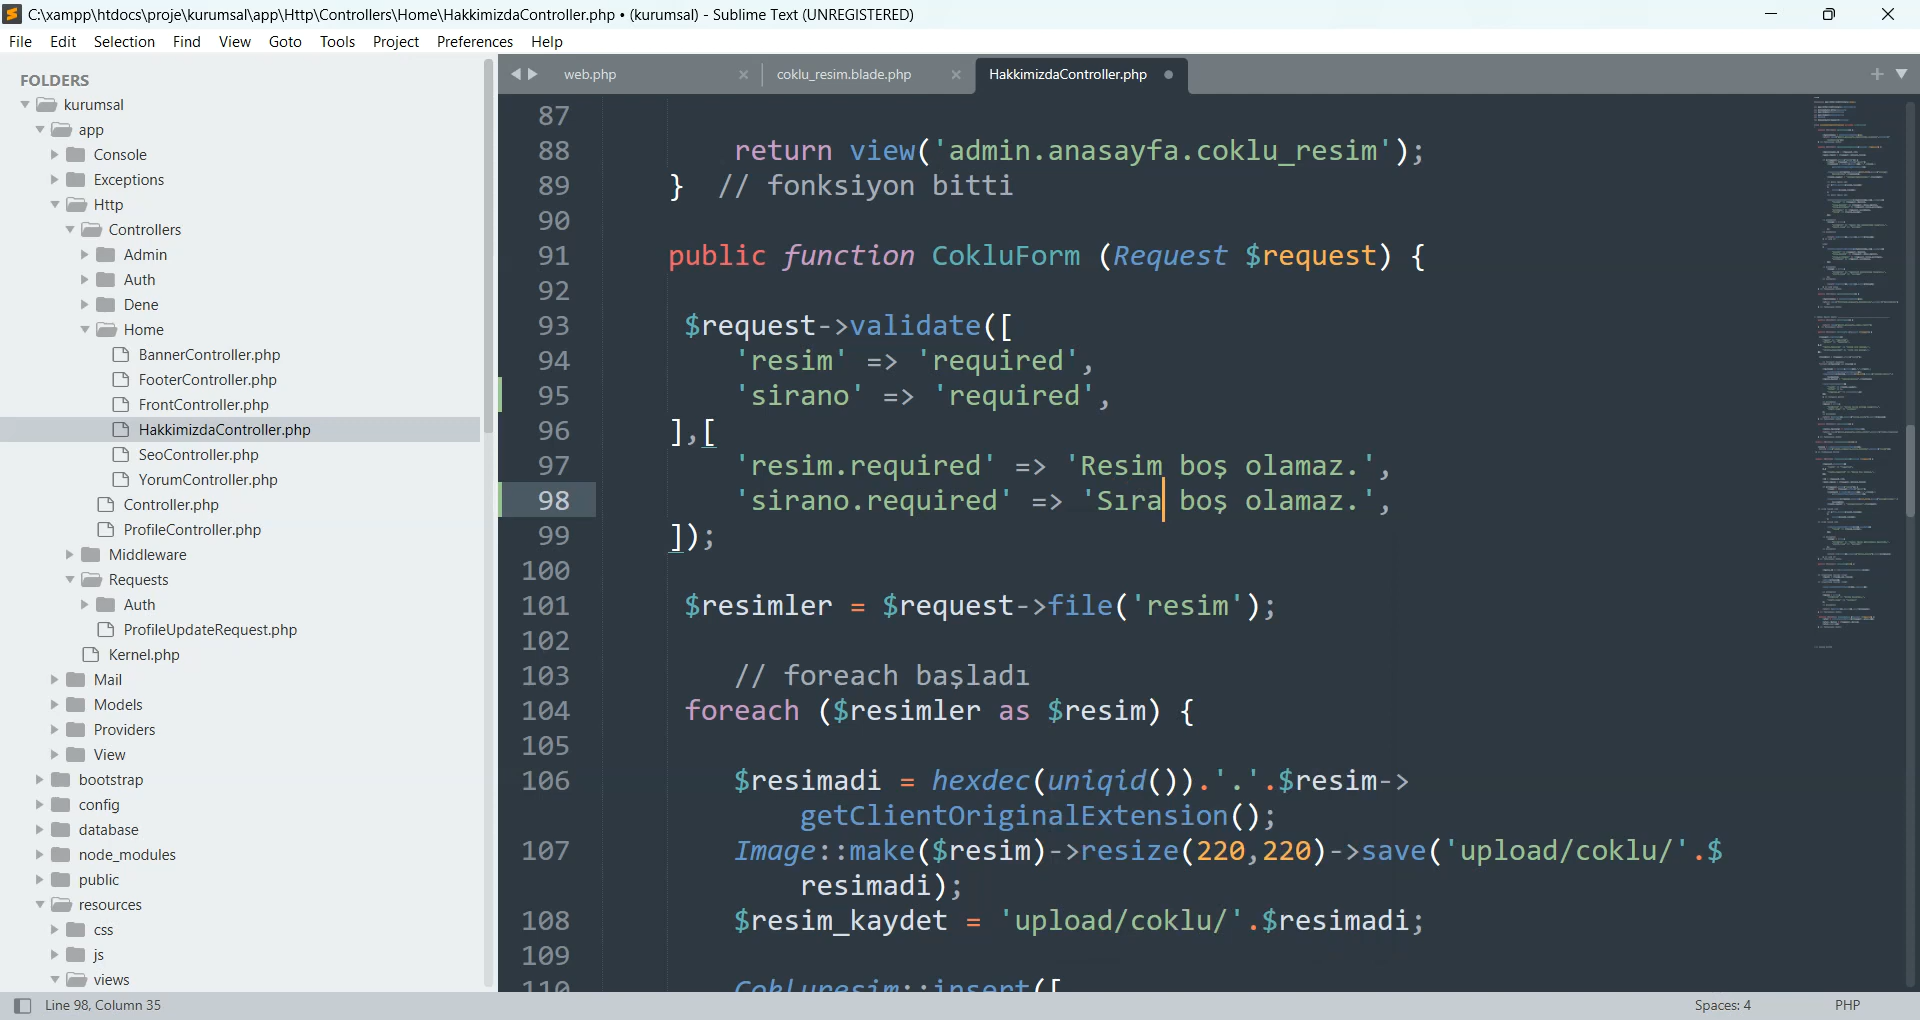 C:\xampp\htdocs\proje\kurumsal\app\Http\Controllers\Home\HakkimizdaController.php • (kurumsal) - Sublime Text (UNREGISTERED)
File Edit Selection Find View Goto Tools Project Preferences Help
FOLDERS
kurumsal
app
Console
Exceptions
Http
Controllers
Admin
Auth
Dene
Home
BannerController.php
FooterController.php
FrontController.php
HakkimizdaController.php
SeoController.php
YorumController.php
Controller.php
ProfileController.php
Middleware
Requests
Auth
ProfileUpdateRequest.php
Kernel.php
Mail
Models
Providers
View
bootstrap
config
database
node_modules
public
resources
css
js
views
web.php coklu_resim.blade.php HakkimizdaController.php
87
88 return view('admin.anasayfa.coklu_resim');
89 } // fonksiyon bitti
90
91 public function CokluForm (Request $request) {
92
93 $request->validate([
94 'resim' => 'required',
95 'sirano' => 'required',
96 ],[
97 'resim.required' => 'Resim boş olamaz.',
98 'sirano.required' => 'Sıra boş olamaz.',
99 ]);
100
101 $resimler = $request->file('resim');
102
103 // foreach başladı
104 foreach ($resimler as $resim) {
105
106 $resimadi = hexdec(uniqid()).'.'.$resim->
getClientOriginalExtension();
107 Image::make($resim)->resize(220,220)->save('upload/coklu/'.$
resimadi);
108 $resim_kaydet = 'upload/coklu/'.$resimadi;
109
110 Cokluresim::insert([
Line 98, Column 35 Spaces: 4 PHP